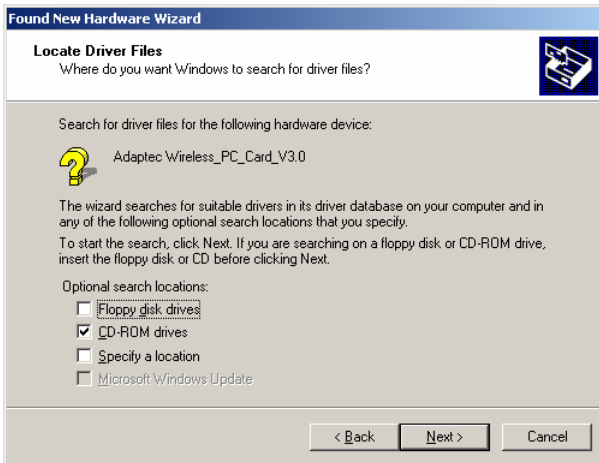 Found New Hardware Wizard
Locate Driver Files
Where do you want Windows to search for driver files?
Search for driver files for the following hardware device:
Adaptec Wireless_PC_Card_V3.0
The wizard searches for suitable drivers in its driver database on your computer and in
any of the following optional search locations that you specify.
To start the search, click Next. If you are searching on a floppy disk or CD-ROM drive,
insert the floppy disk or CD before clicking Next.
Optional search locations:
Floppy disk drives
CD-ROM drives
Specify a location
Microsoft Windows Update
< Back Next > Cancel